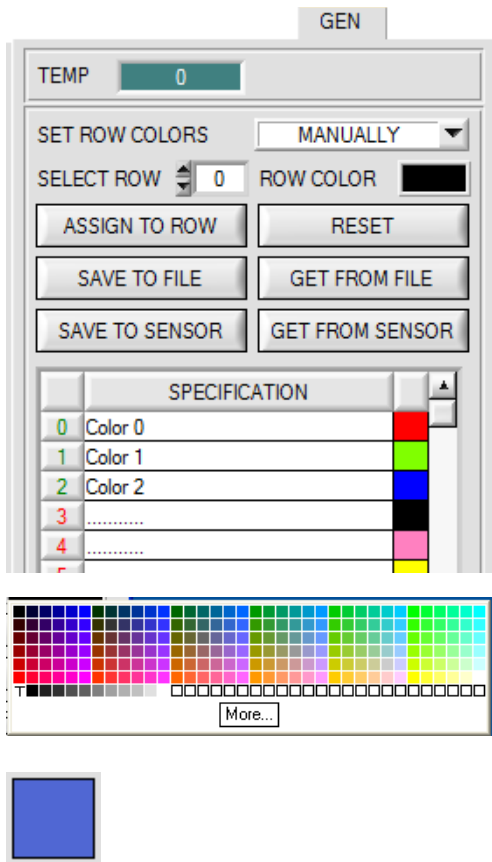 GEN
TEMP 0
SET ROW COLORS MANUALLY
SELECT ROW 0 ROW COLOR
ASSIGN TO ROW RESET
SAVE TO FILE GET FROM FILE
SAVE TO SENSOR GET FROM SENSOR
SPECIFICATION
0 Color 0
1 Color 1
2 Color 2
3 ...........
4 ...........
T
More...